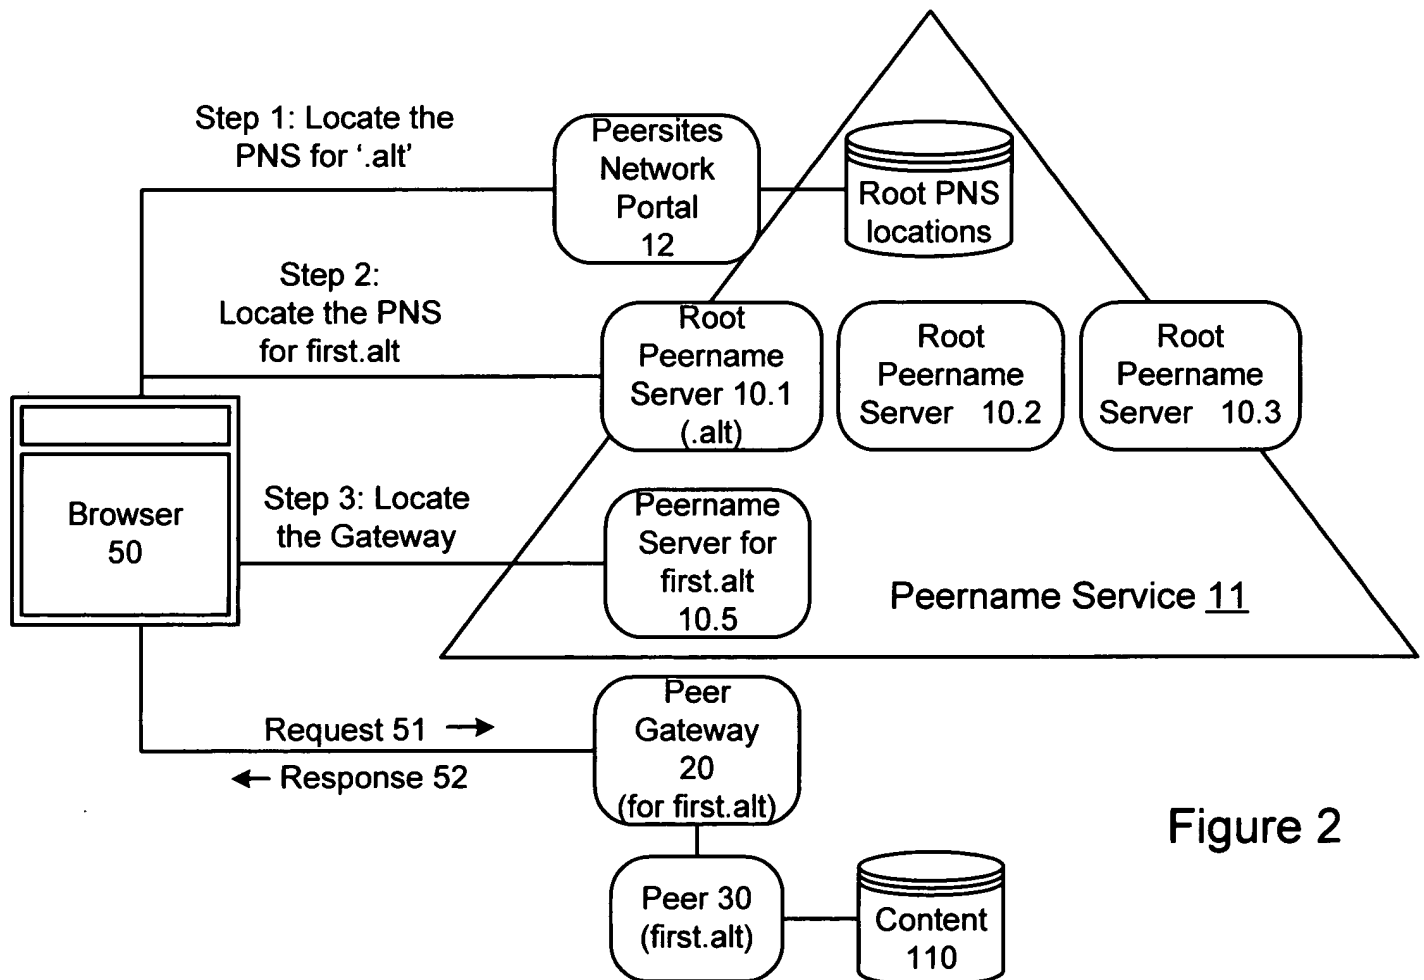 Step 1: Locate the
PNS for '.alt'
Peersites
Network
Portal
12
Root PNS
locations
Step 2:
Locate the PNS
for first.alt
Root
Peername
Server 10.1
(.alt)
Root
Peername
Server 10.2
Root
Peername
Server 10.3
Browser
50
Step 3: Locate
the Gateway
Peername
Server for
first.alt
10.5
Peername Service 11
Request 51 →
← Response 52
Peer
Gateway
20
(for first.alt)
Figure 2
Peer 30
(first.alt)
Content
110